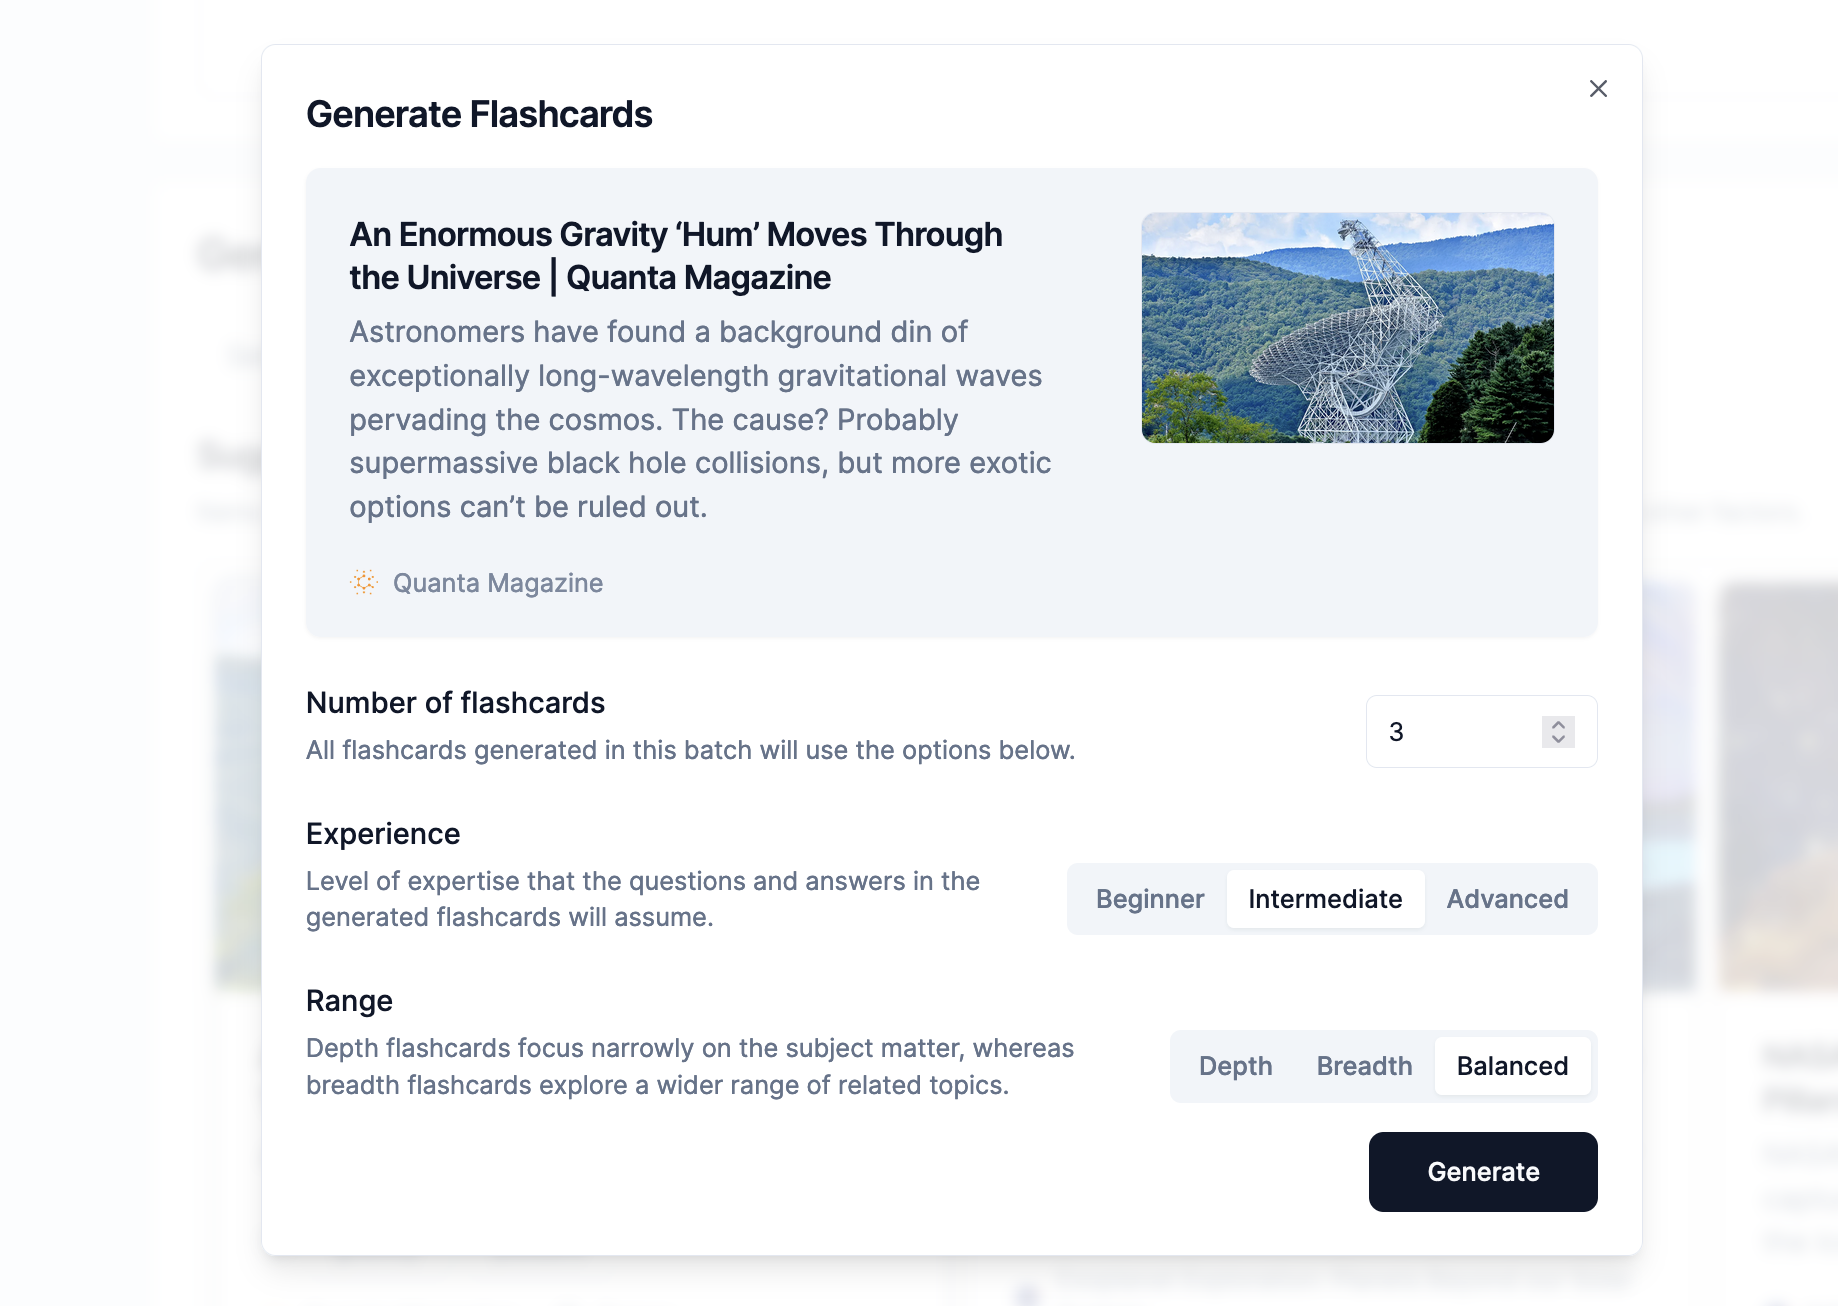 Generate Flashcards
An Enormous Gravity ‘Hum’ Moves Through
the Universe | Quanta Magazine
Astronomers have found a background din of
exceptionally long-wavelength gravitational waves
pervading the cosmos. The cause? Probably
supermassive black hole collisions, but more exotic
options can’t be ruled out.
Quanta Magazine
Number of flashcards
All flashcards generated in this batch will use the options below.
3
Experience
Level of expertise that the questions and answers in the
generated flashcards will assume.
Beginner Intermediate Advanced
Range
Depth flashcards focus narrowly on the subject matter, whereas
breadth flashcards explore a wider range of related topics.
Depth Breadth Balanced
Generate